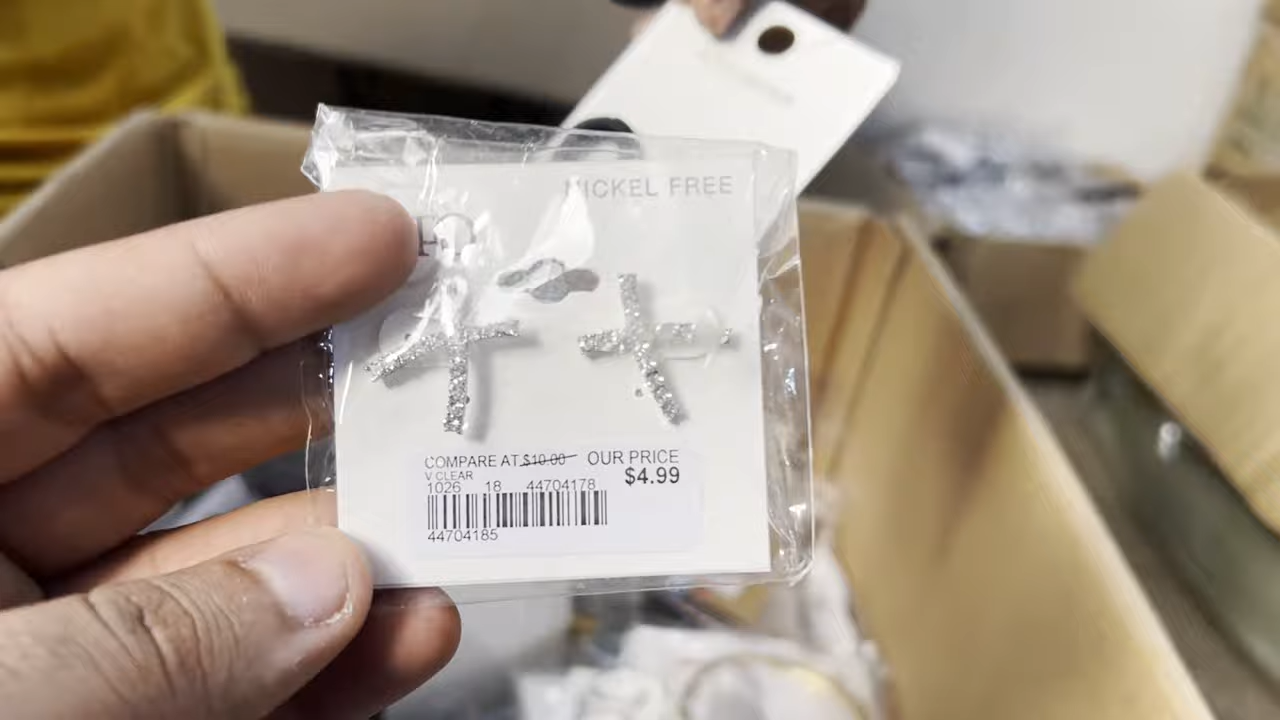 NICKEL FREE
COMPARE AT $10.00 OUR PRICE
V CLEAR
$4.99
1026 18 44704178
44704185